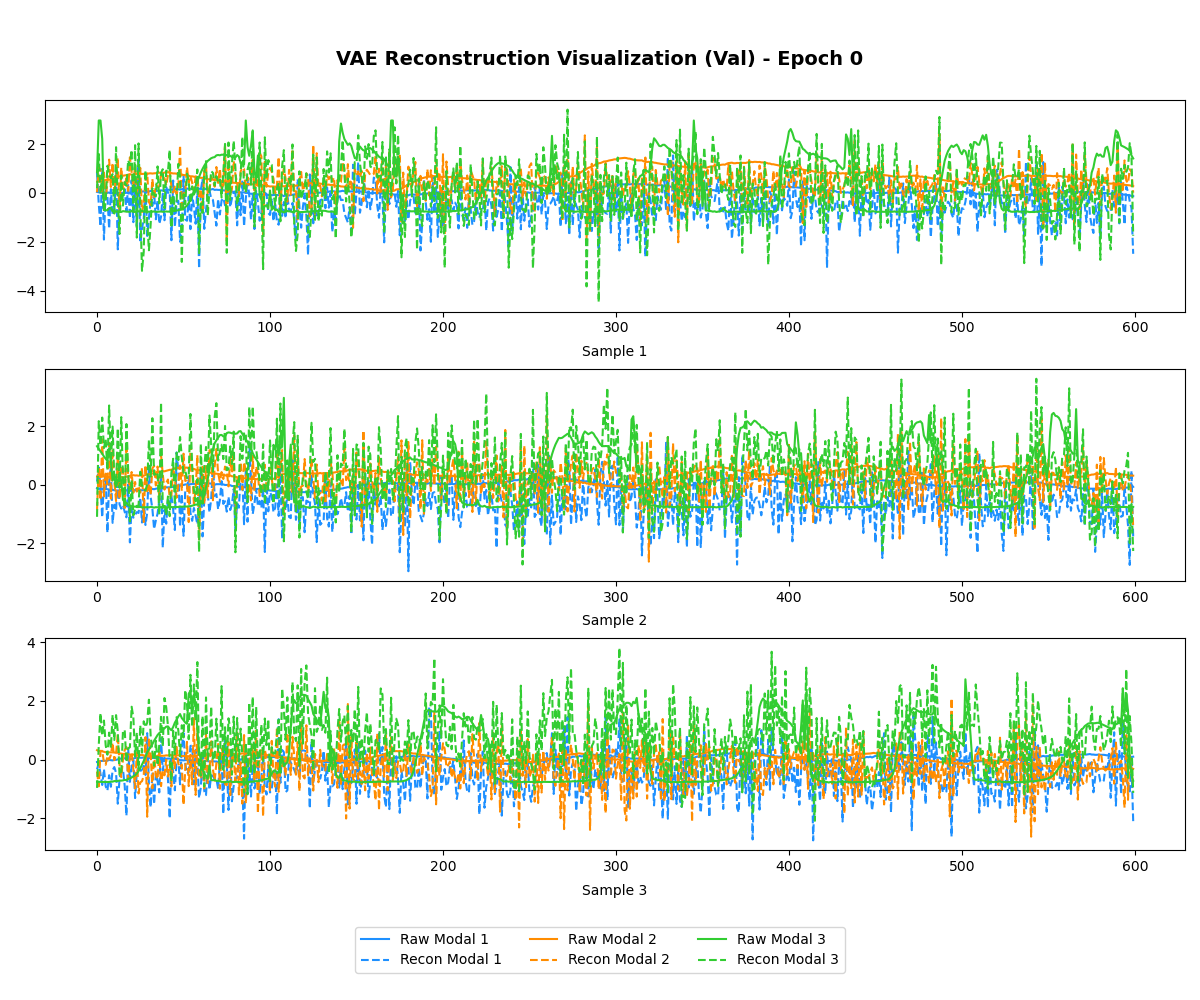 VAE Reconstruction Visualization (Val) - Epoch 0
2
0
−2
−4
0 100 200 300 400 500 600
Sample 1
2
0
−2
0 100 200 300 400 500 600
Sample 2
4
2
0
−2
0 100 200 300 400 500 600
Sample 3
Raw Modal 1 Raw Modal 2 Raw Modal 3
Recon Modal 1 Recon Modal 2 Recon Modal 3